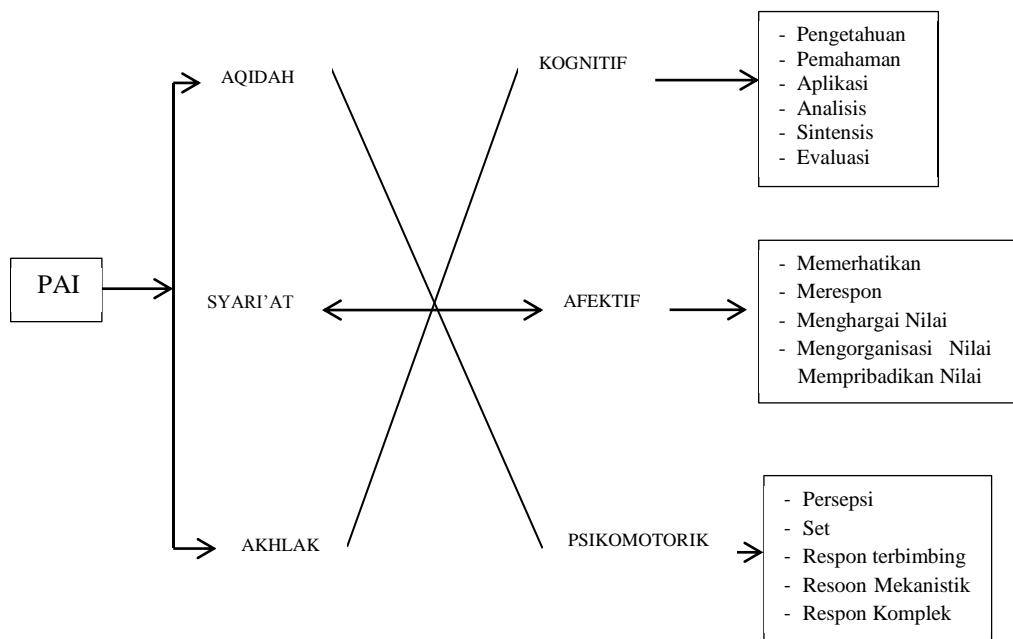 PAI
AQIDAH
SYARI’AT
AKHLAK
KOGNITIF
- Pengetahuan
- Pemahaman
- Aplikasi
- Analisis
- Sintensis
- Evaluasi
AFEKTIF
- Memerhatikan
- Merespon
- Menghargai Nilai
- Mengorganisasi Nilai
Mempribadikan Nilai
PSIKOMOTORIK
- Persepsi
- Set
- Respon terbimbing
- Resoon Mekanistik
- Respon Komplek